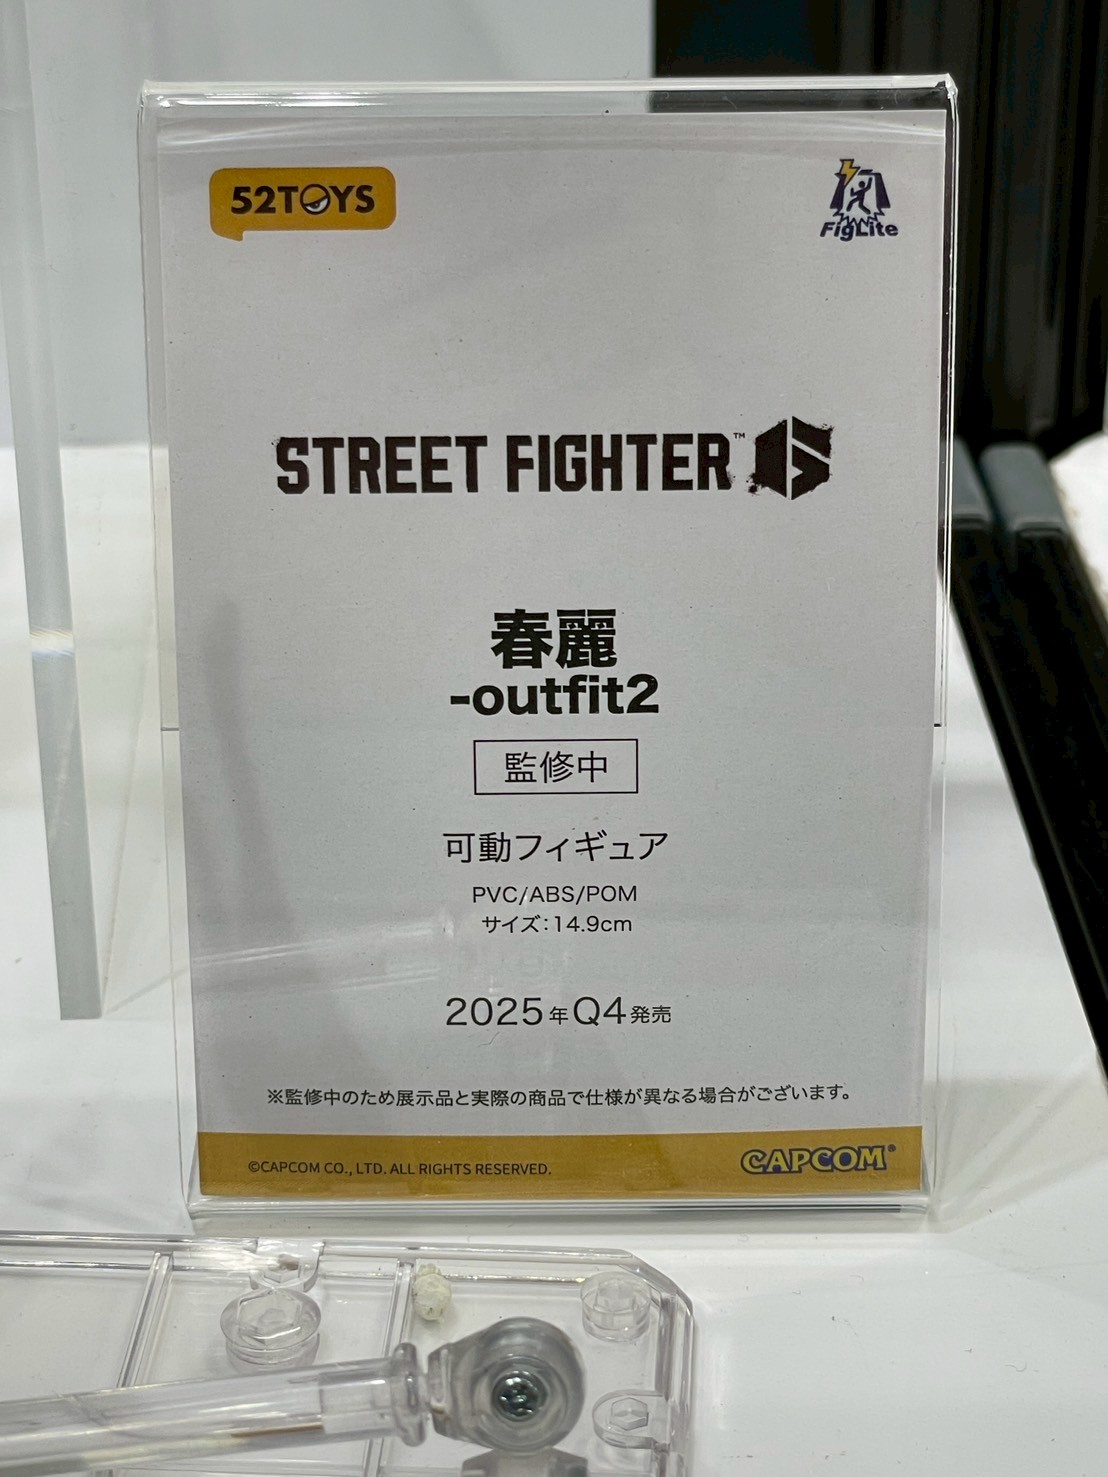 52TOYS
FigLite
STREET FIGHTER™ 6
春麗
-outfit2
監修中
可動フィギュア
PVC/ABS/POM
サイズ:14.9cm
2025年Q4発売
※監修中のため展示品と実際の商品で仕様が異なる場合がございます。
©CAPCOM CO., LTD. ALL RIGHTS RESERVED.
CAPCOM®